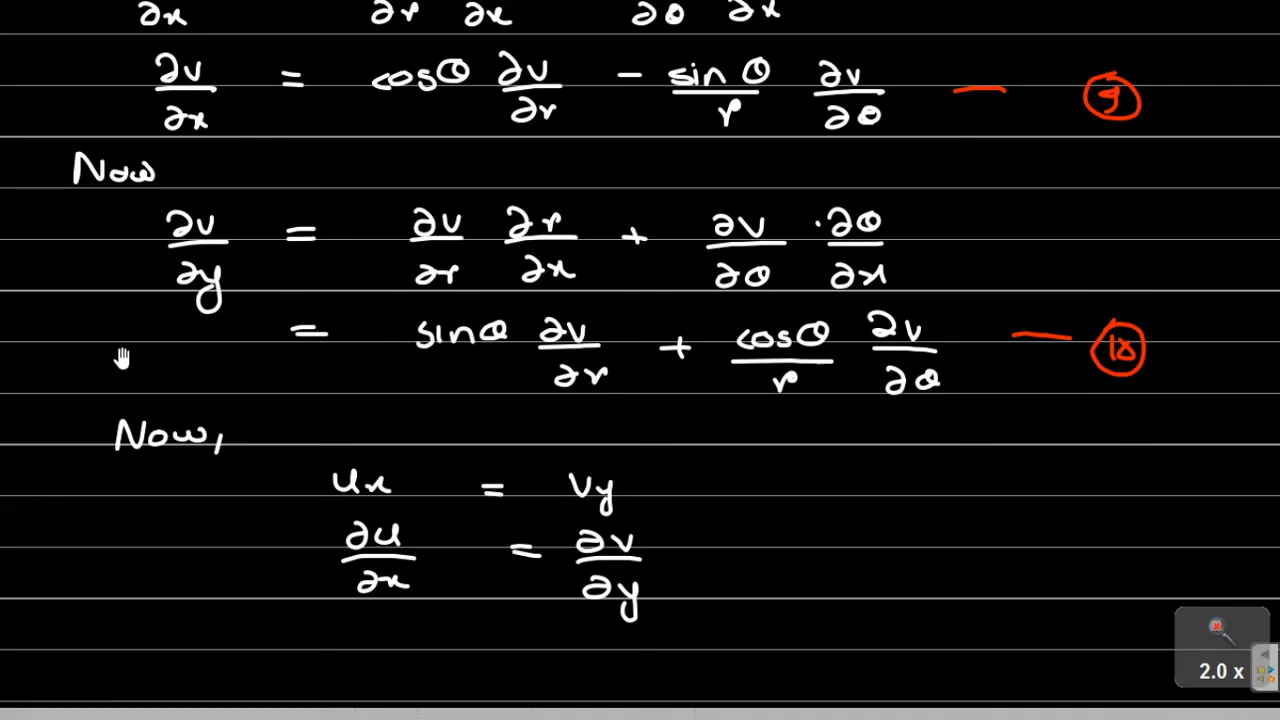 ∂x ∂r ∂x ∂θ ∂x
∂v/∂x = cosθ ∂v/∂r - sinθ/r ∂v/∂θ — 9
Now
∂v/∂y = ∂v/∂r ∂r/∂x + ∂v/∂θ · ∂θ/∂x
= sinθ ∂v/∂r + cosθ/r ∂v/∂θ — 10
Now,
ux = vy
∂u/∂x = ∂v/∂y
2.0 x